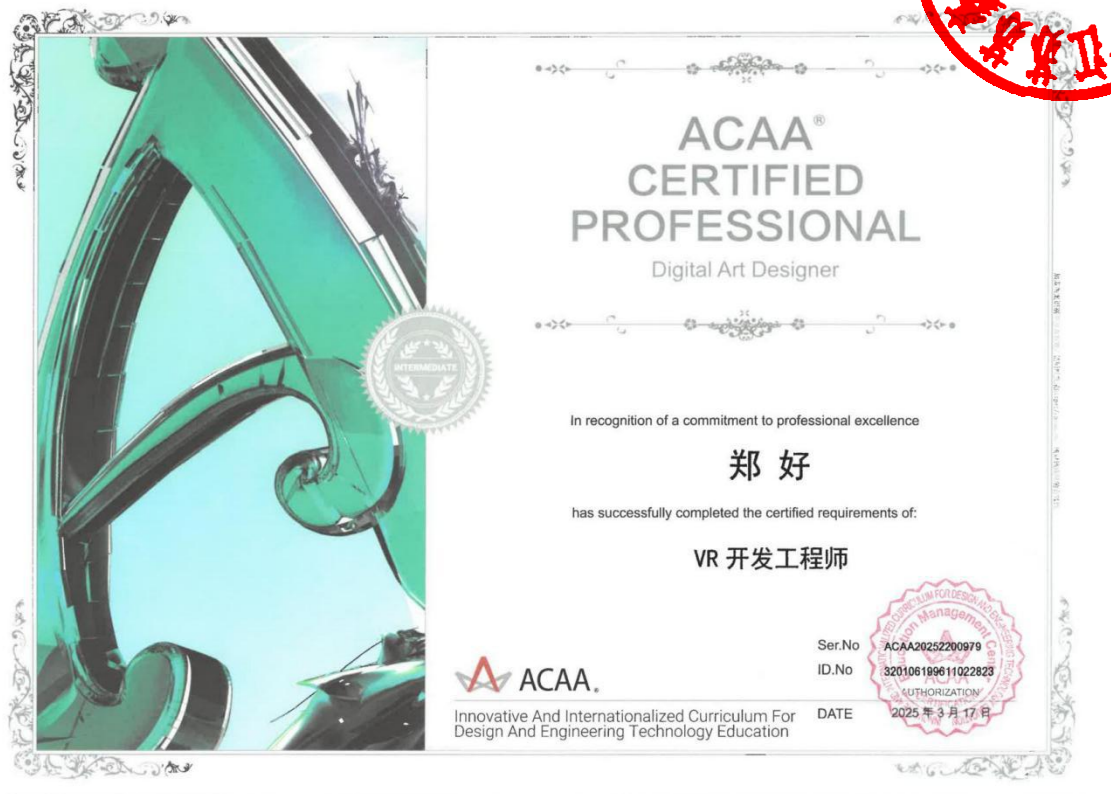 ACAA®
CERTIFIED
PROFESSIONAL
Digital Art Designer
INTERMEDIATE
In recognition of a commitment to professional excellence
郑 好
has successfully completed the certified requirements of:
VR 开发工程师
Ser.No ACAA20252200979
ID.No 320106199611022823
AUTHORIZATION
DATE 2025 年 3 月 17 日
ACAA.
Innovative And Internationalized Curriculum For
Design And Engineering Technology Education
Management